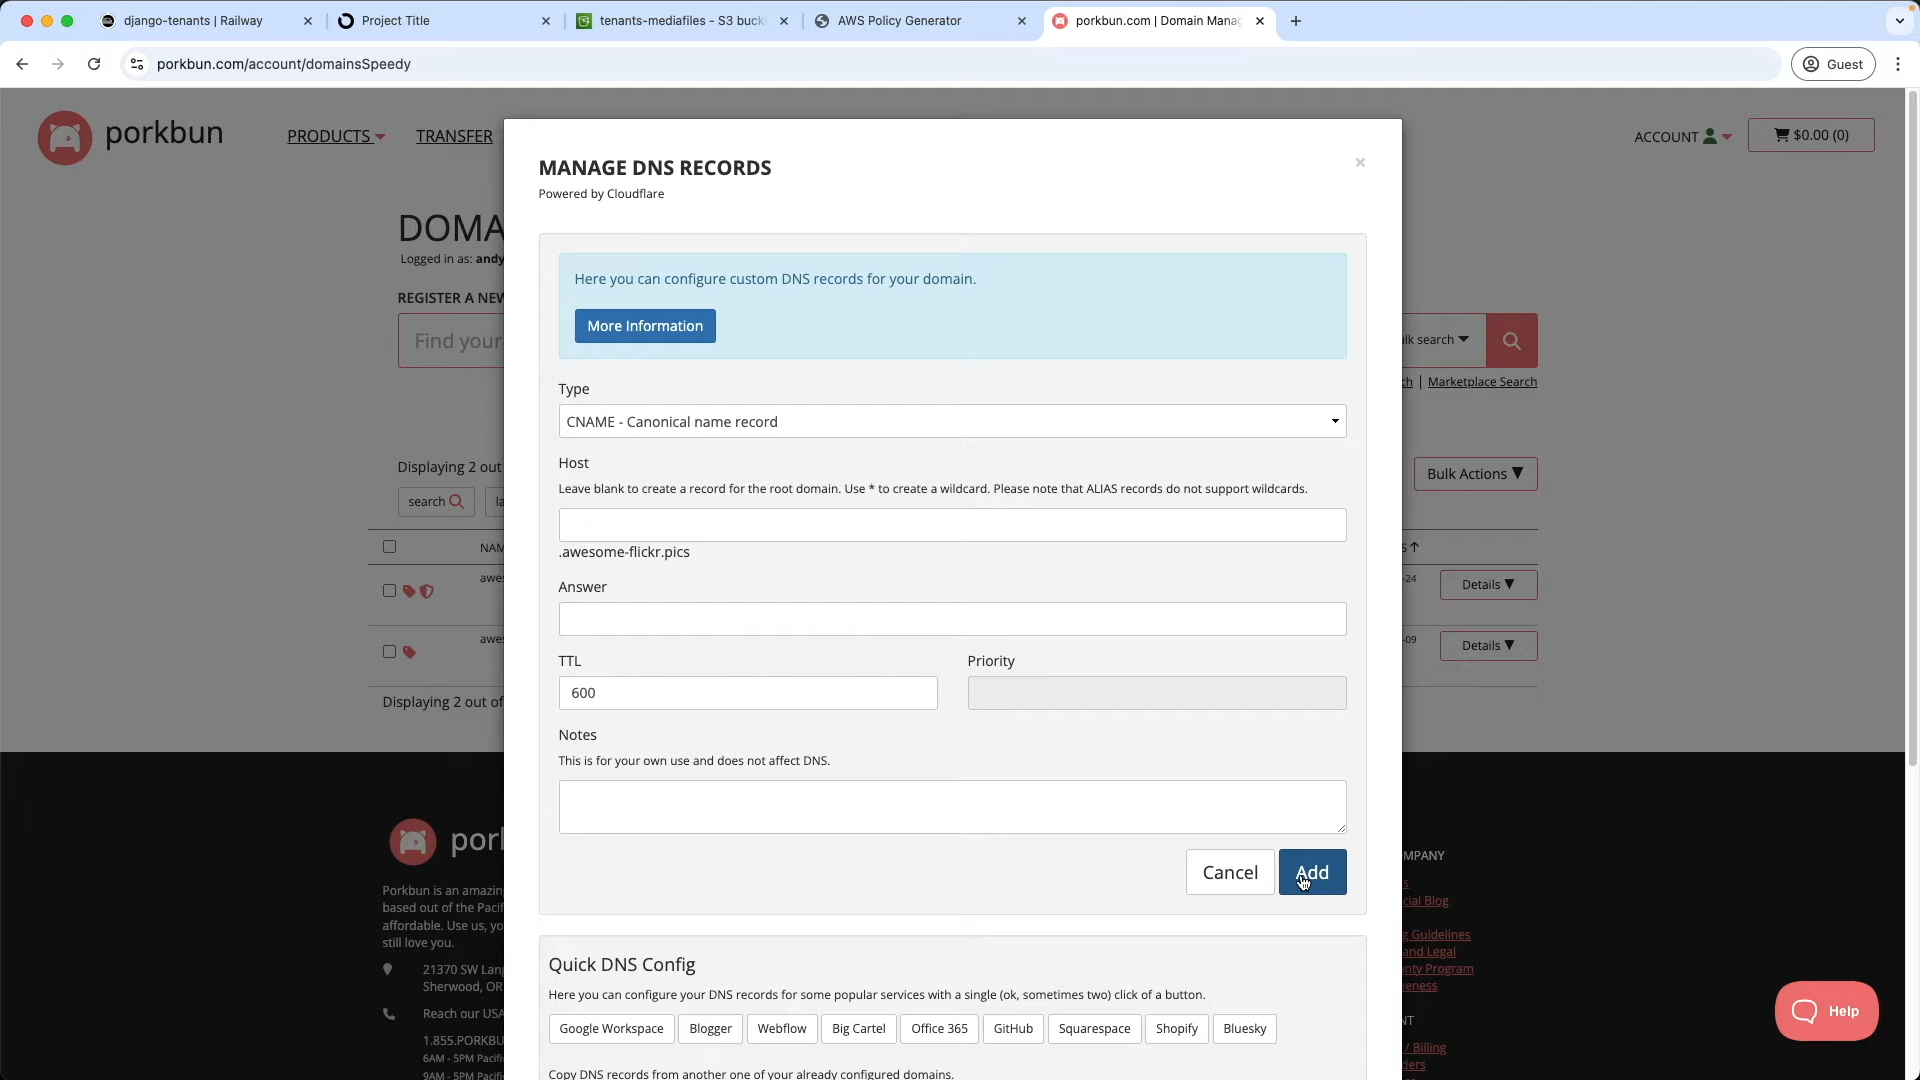 django-tenants | Railway
Project Title
tenants-mediafiles - S3 buck
AWS Policy Generator
porkbun.com | Domain Manag
porkbun.com/account/domainsSpeedy
Guest
porkbun
PRODUCTS
TRANSFER
ACCOUNT
$0.00 (0)
MANAGE DNS RECORDS
Powered by Cloudflare
DOMA
Logged in as: andy
REGISTER A NEW
Find your
lk search
ch | Marketplace Search
Here you can configure custom DNS records for your domain.
More Information
Type
CNAME - Canonical name record
Host
Leave blank to create a record for the root domain. Use * to create a wildcard. Please note that ALIAS records do not support wildcards.
.awesome-flickr.pics
Answer
TTL
Priority
600
Notes
This is for your own use and does not affect DNS.
Cancel
Add
Displaying 2 out
Bulk Actions ▼
search
la
NAM
S
awes
-24
Details ▼
awes
-09
Details ▼
Displaying 2 out of
Quick DNS Config
Here you can configure your DNS records for some popular services with a single (ok, sometimes two) click of a button.
Google Workspace
Blogger
Webflow
Big Cartel
Office 365
GitHub
Squarespace
Shopify
Bluesky
Copy DNS records from another one of your already configured domains.
porl
Porkbun is an amazing
based out of the Pacif
affordable. Use us, yo
still love you.
21370 SW Lang
Sherwood, OR
Reach our USA
1.855.PORKBU
6AM - 5PM Pacifi
9AM - 5PM Pacifi
MPANY
s
cial Blog
g Guidelines
and Legal
nty Program
eness
NT
/ Billing
ders
Help